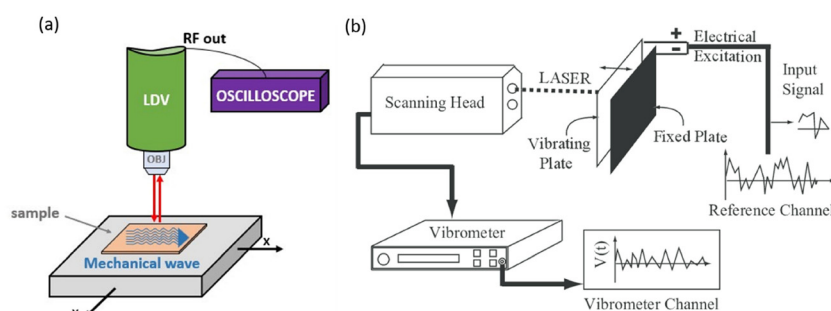 (a)
RF out
LDV
OSCILLOSCOPE
OBJ
sample
Mechanical wave
x
(b)
+
−
Electrical
Excitation
LASER
Scanning Head
Input
Signal
Vibrating
Plate
Fixed Plate
Reference Channel
Vibrometer
V(t)
Vibrometer Channel